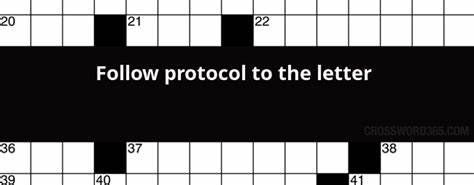 20 21 22
Follow protocol to the letter
CROSSWORD365.COM
36 37 38
39 40 41